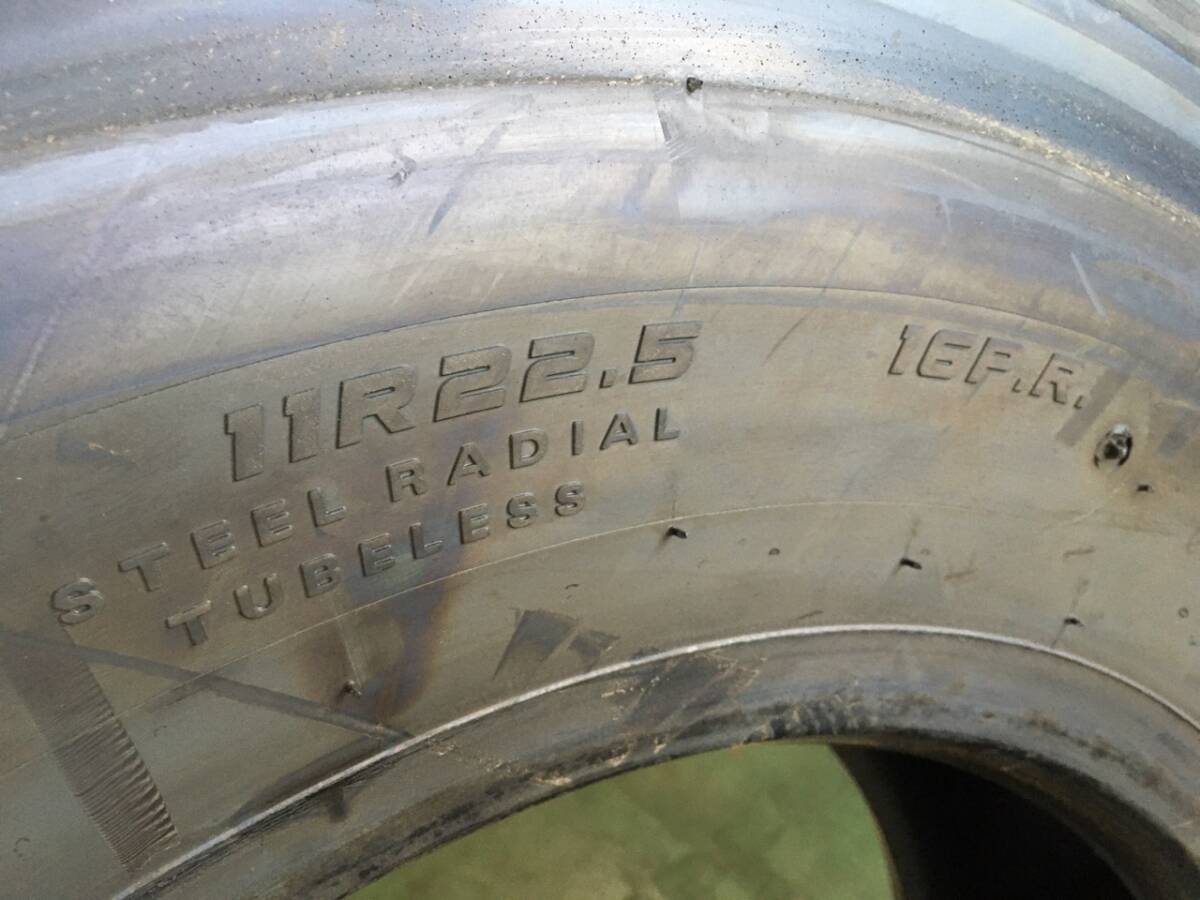 11R22.5
16P.R.
STEEL RADIAL
TUBELESS